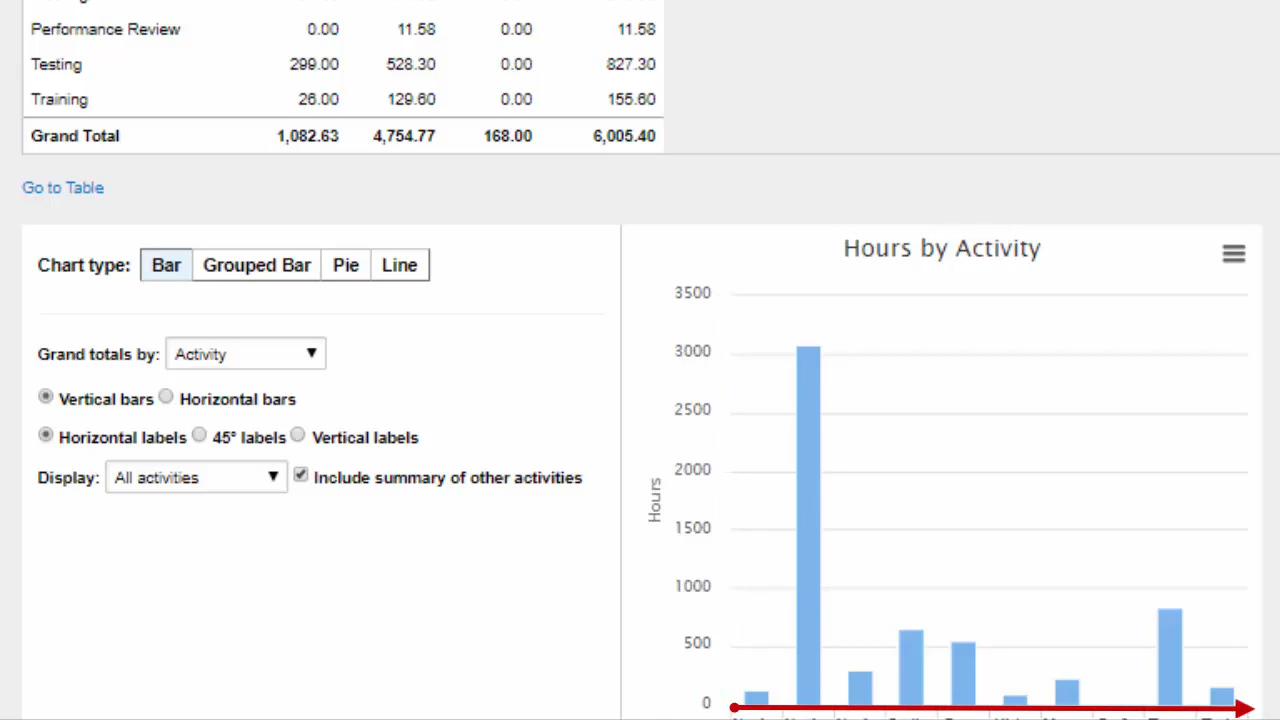 Performance Review 0.00 11.58 0.00 11.58
Testing 299.00 528.30 0.00 827.30
Training 26.00 129.60 0.00 155.60
Grand Total 1,082.63 4,754.77 168.00 6,005.40
Go to Table
Chart type: Bar Grouped Bar Pie Line
Grand totals by: Activity
Vertical bars Horizontal bars
Horizontal labels 45° labels Vertical labels
Display: All activities Include summary of other activities
Hours by Activity
3500
3000
2500
2000
1500
1000
500
0
Hours